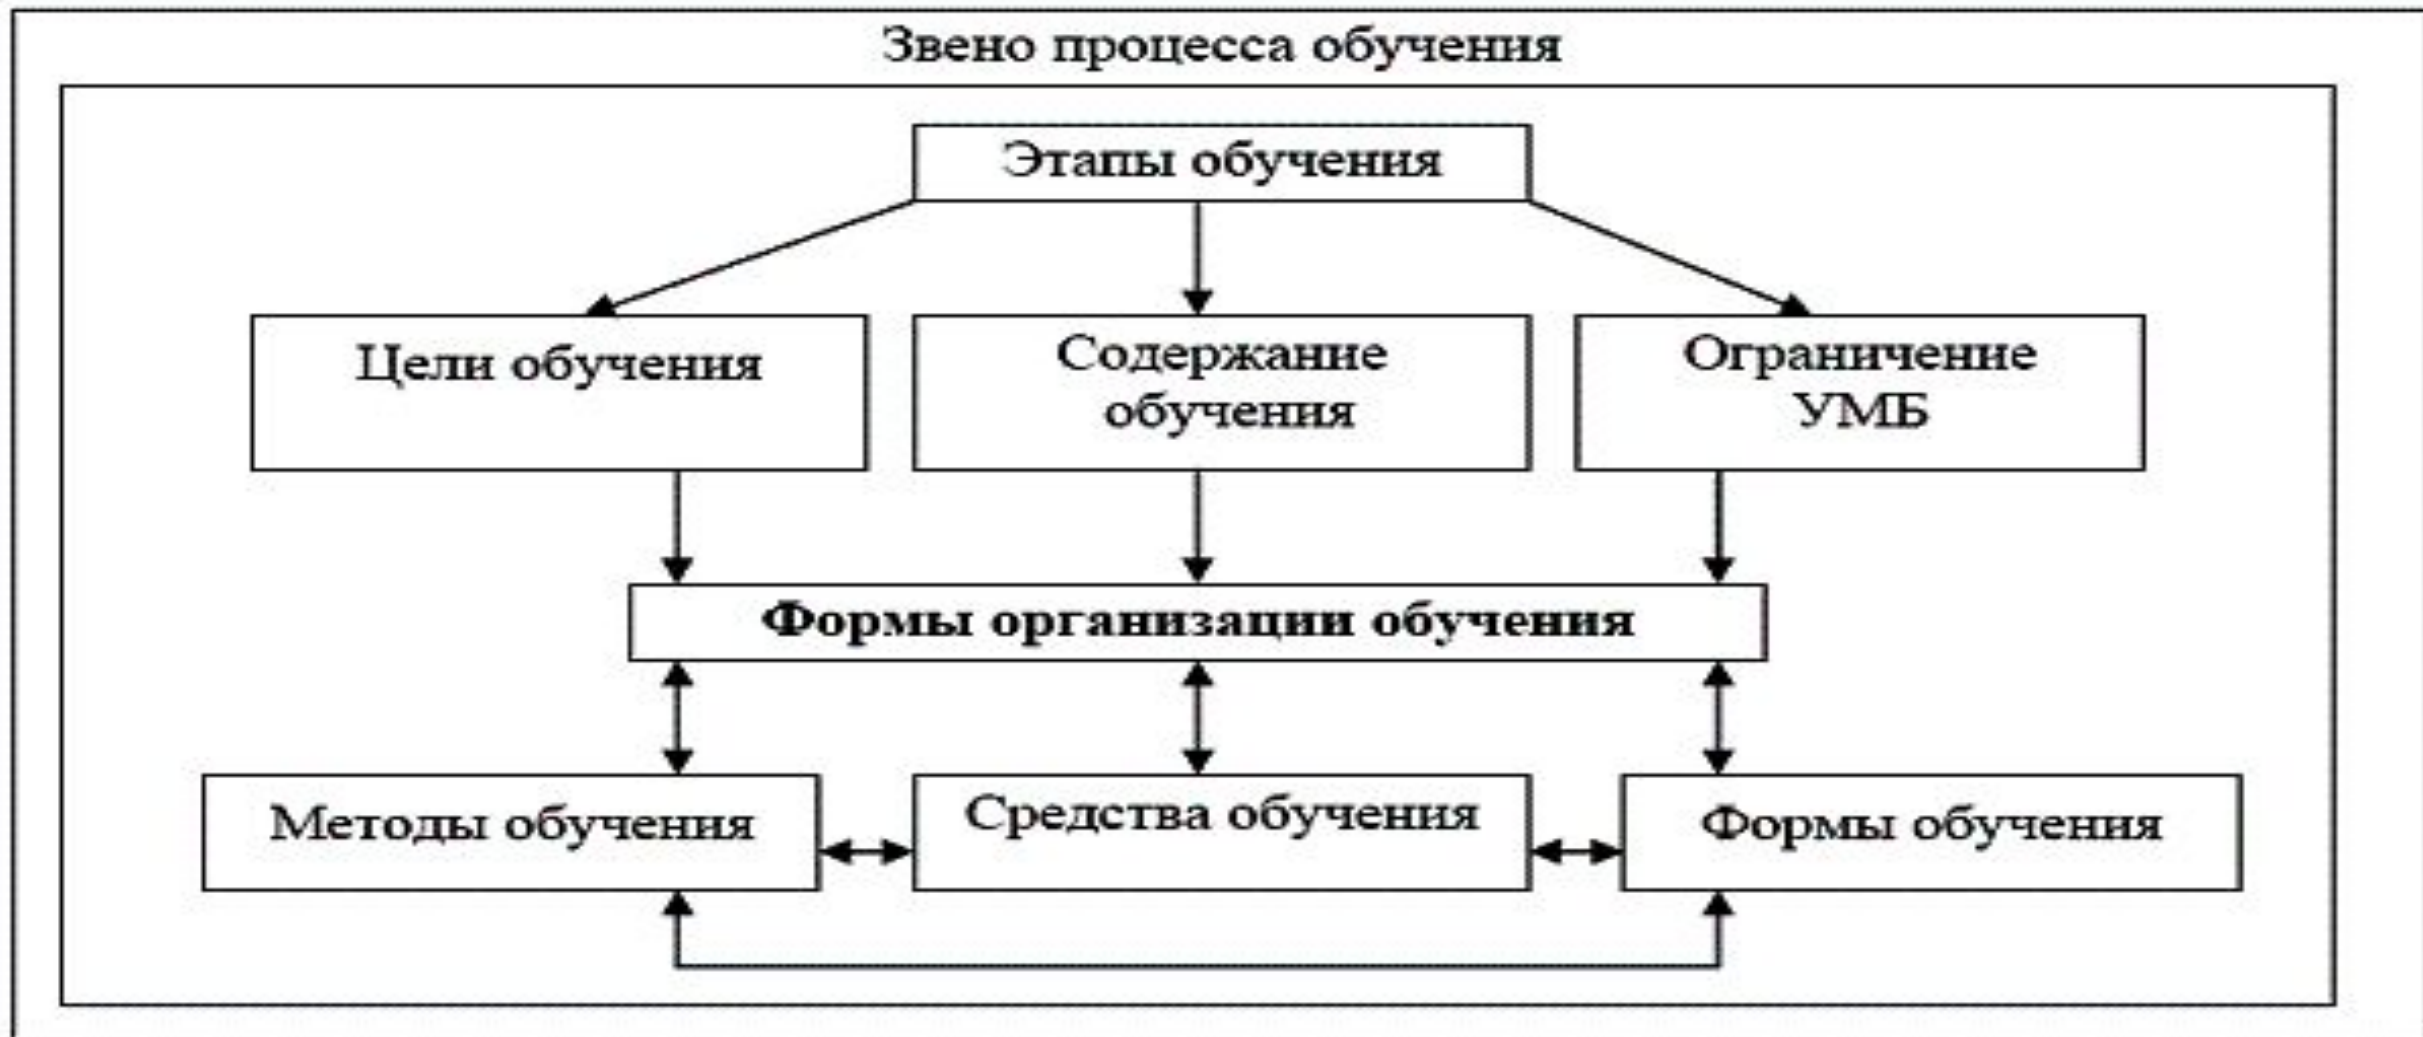 Звено процесса обучения
Этапы обучения
Цели обучения
Содержание
обучения
Ограничение
УМБ
Формы организации обучения
Методы обучения
Средства обучения
Формы обучения